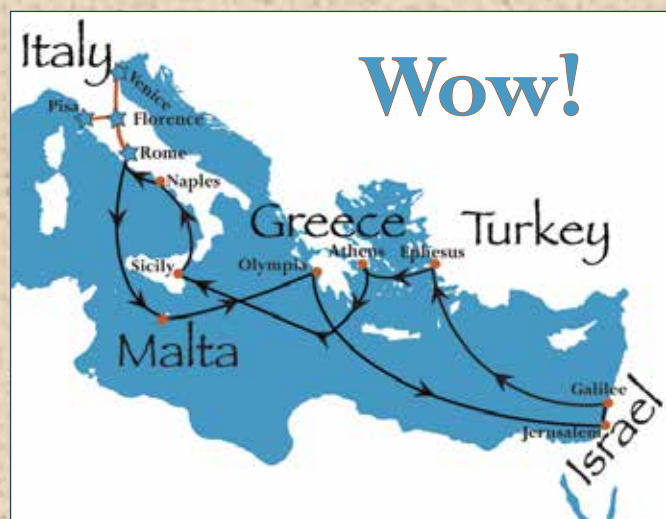 Italy
Wow!
Venice
Pisa
Florence
Rome
Naples
Greece
Turkey
Sicily
Olympia
Athens
Ephesus
Malta
Galilee
Jerusalem
Israel